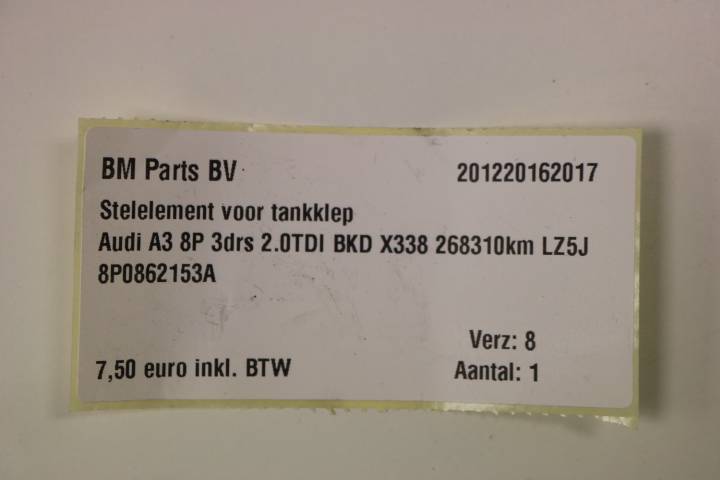 BM Parts BV 201220162017
Stelelement voor tankklep
Audi A3 8P 3drs 2.0TDI BKD X338 268310km LZ5J
8P0862153A
Verz: 8
7,50 euro inkl. BTW Aantal: 1